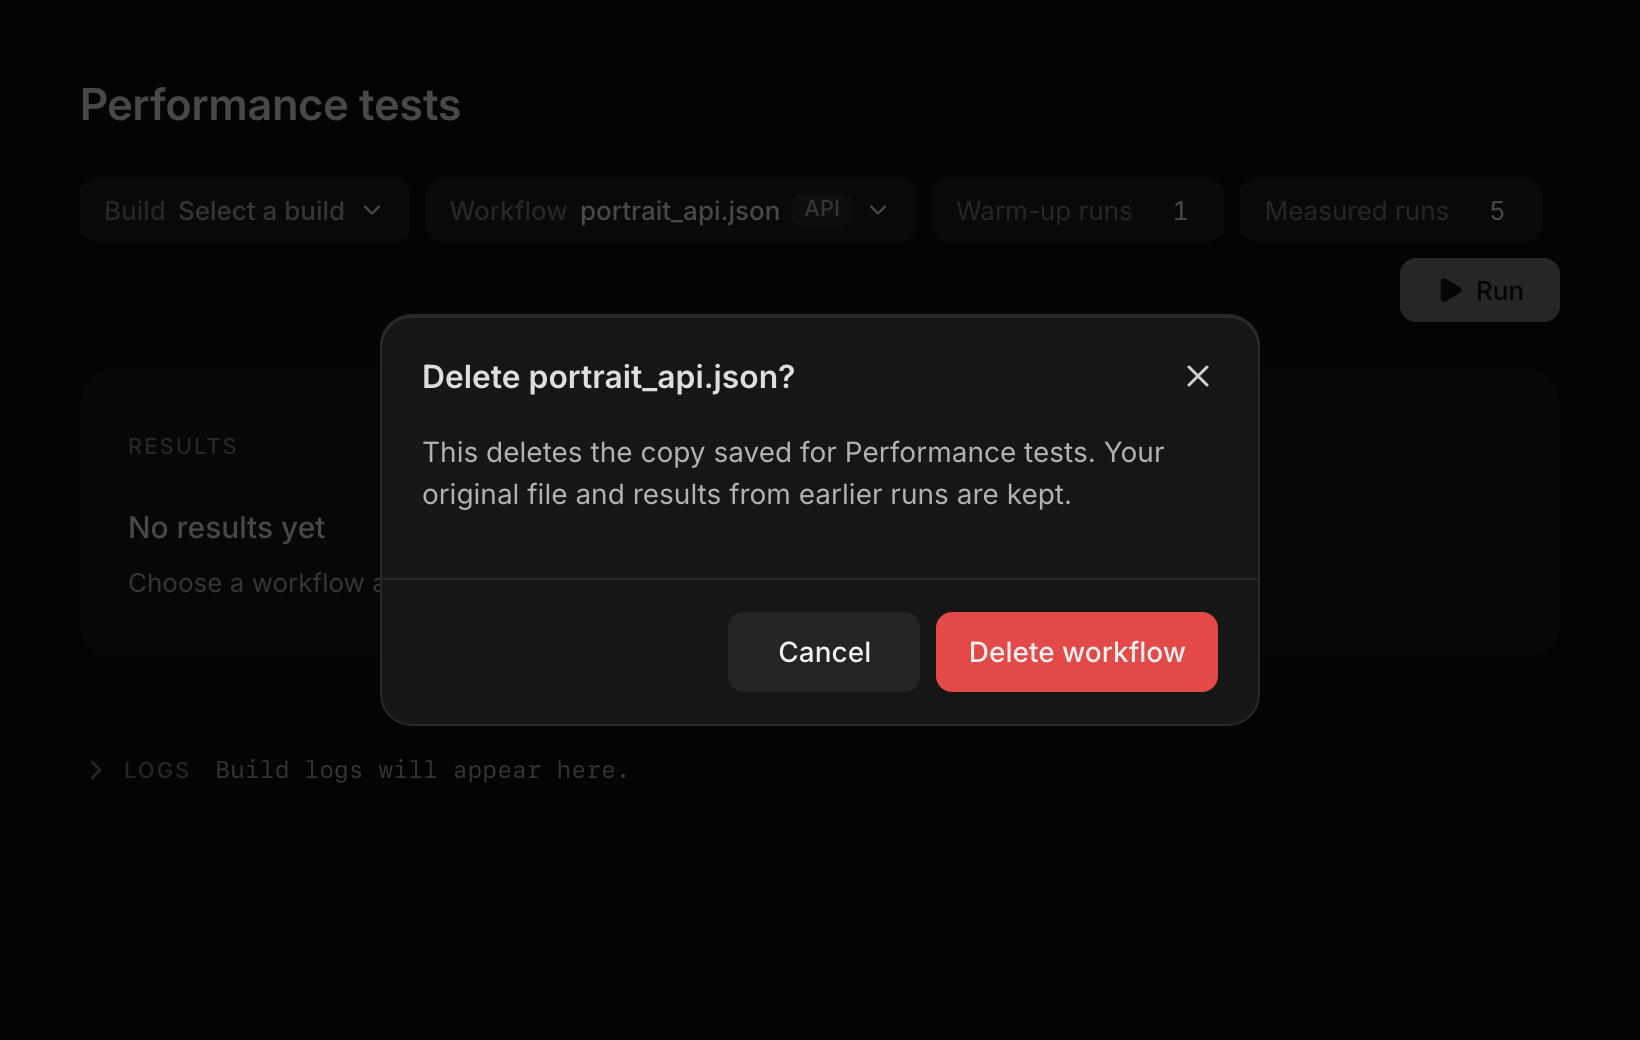 Performance tests
Build Select a build
Workflow portrait_api.json API
Warm-up runs 1
Measured runs 5
Run
Delete portrait_api.json?
This deletes the copy saved for Performance tests. Your
original file and results from earlier runs are kept.
Cancel
Delete workflow
RESULTS
No results yet
Choose a workflow
LOGS Build logs will appear here.